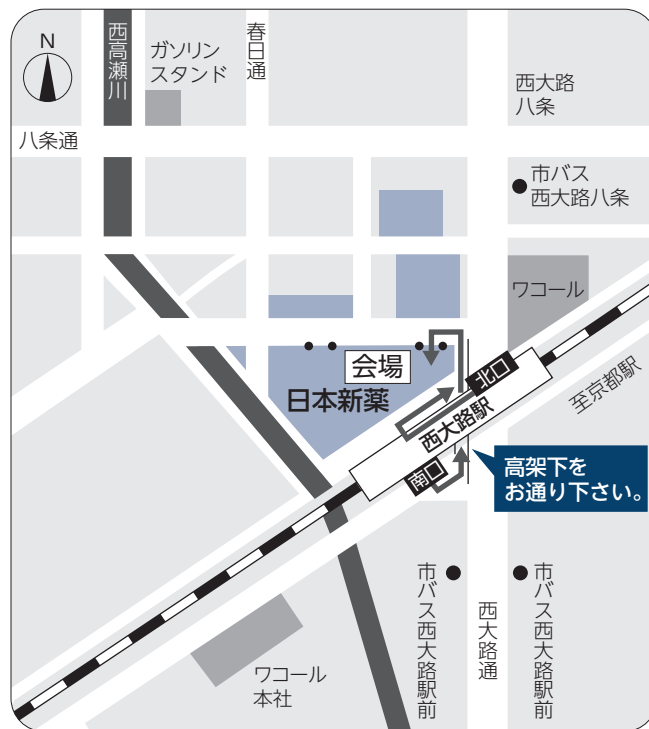 N
西高瀬川
ガソリン
スタンド
春日通
西大路
八条
八条通
市バス
西大路八条
ワコール
会場
日本新薬
北口
西大路駅
至京都駅
南口
高架下を
お通り下さい。
市バス西大路駅前
西大路通
市バス西大路駅前
ワコール
本社